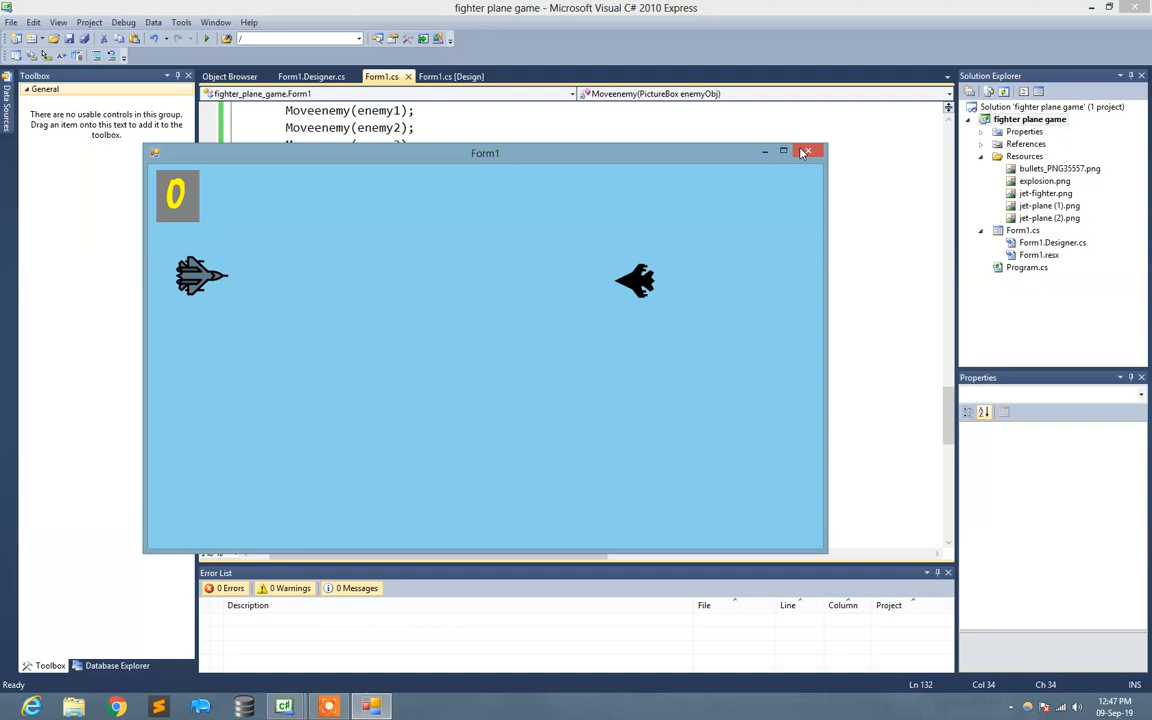 fighter plane game - Microsoft Visual C# 2010 Express
File Edit View Project Debug Data Tools Window Help
/
Toolbox
Object Browser Form1.Designer.cs Form1.cs Form1.cs [Design]
Solution Explorer
General
fighter_plane_game.Form1 Moveenemy(PictureBox enemyObj)
Data Sources
There are no usable controls in this group. Drag an item onto this text to add it to the toolbox.
Moveenemy(enemy1);
Moveenemy(enemy2);
Form1
0
Solution 'fighter plane game' (1 project)
fighter plane game
Properties
References
Resources
bullets_PNG35557.png
explosion.png
jet-fighter.png
jet-plane (1).png
jet-plane (2).png
Form1.cs
Form1.Designer.cs
Form1.resx
Program.cs
Properties
Error List
0 Errors 0 Warnings 0 Messages
Description File Line Column Project
Toolbox Database Explorer
Ready Ln 132 Col 34 Ch 34 INS
12:47 PM
09-Sep-19